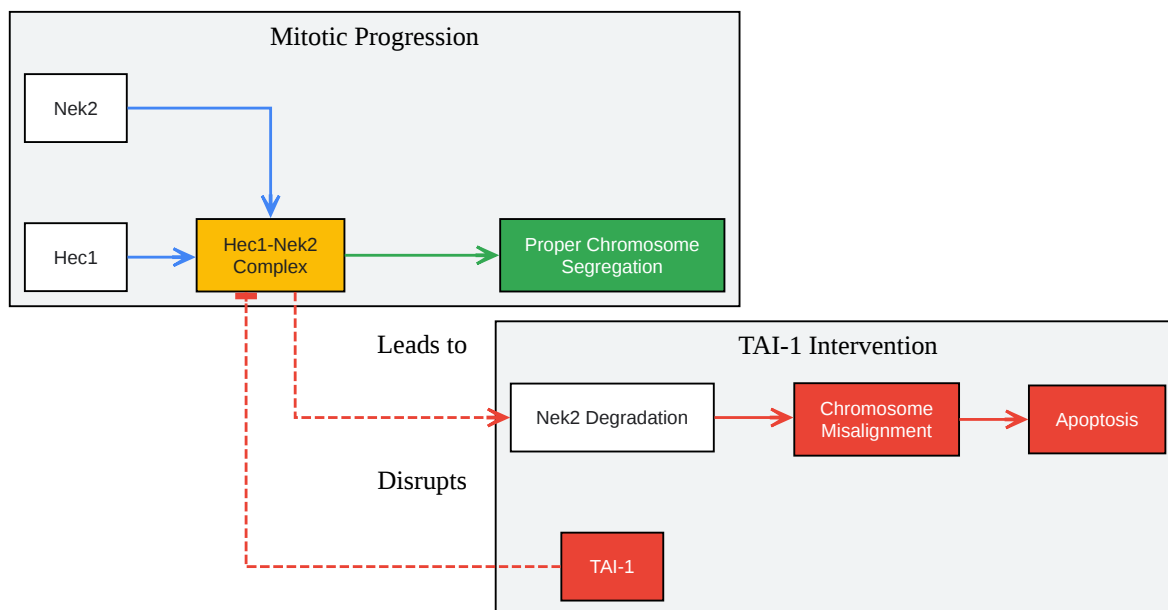 Mitotic Progression
Nek2
Hec1
Hec1-Nek2
Complex
Proper Chromosome
Segregation
Leads to
TAI-1 Intervention
Nek2 Degradation
Chromosome
Misalignment
Apoptosis
Disrupts
TAI-1